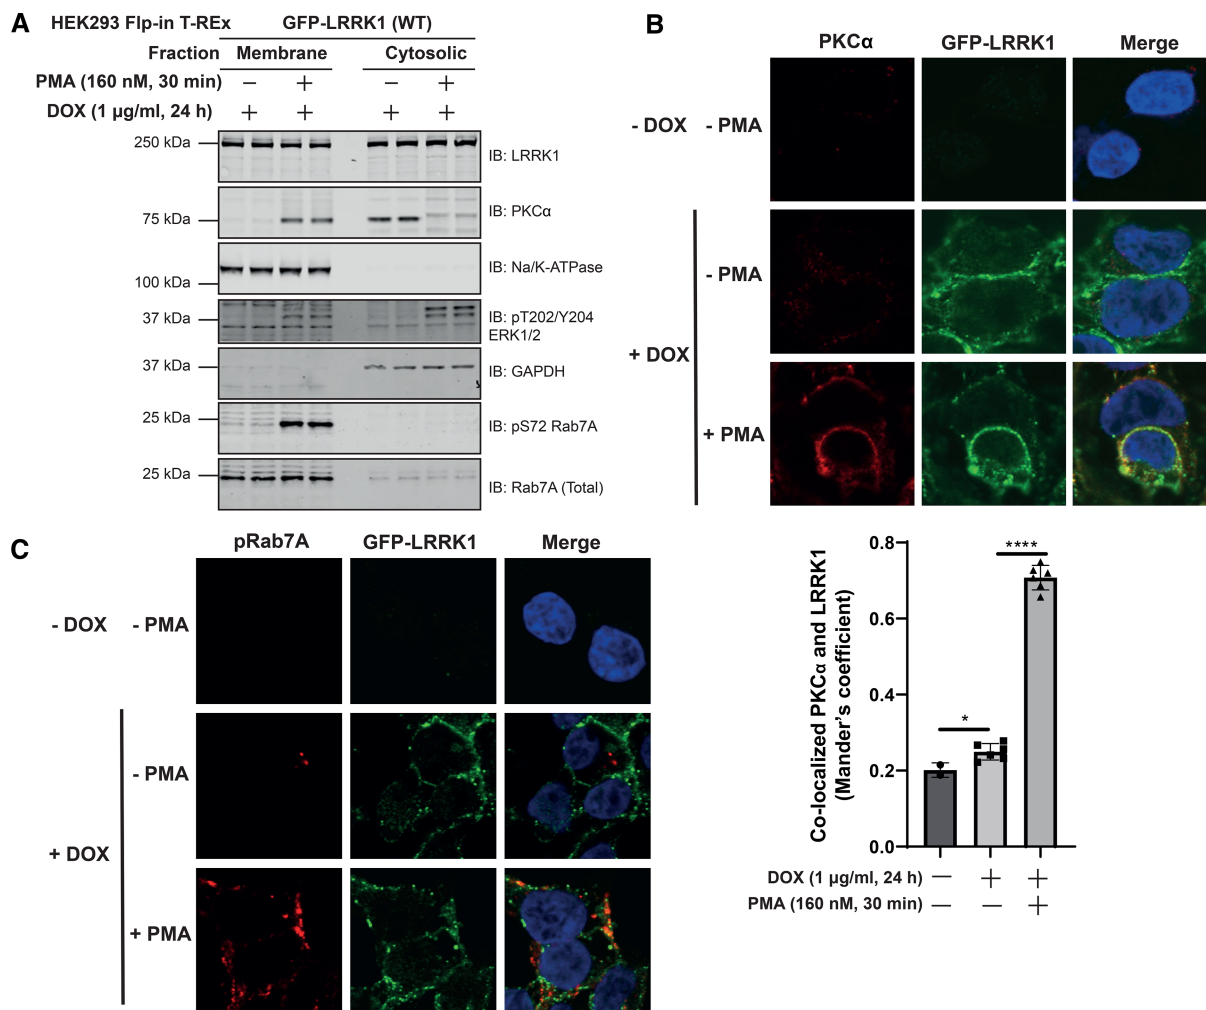 A
HEK293 Flp-in T-REx GFP-LRRK1 (WT)
Fraction Membrane Cytosolic
PMA (160 nM, 30 min) – + – +
DOX (1 µg/ml, 24 h) + + + +
250 kDa IB: LRRK1
75 kDa IB: PKCα
100 kDa IB: Na/K-ATPase
37 kDa IB: pT202/Y204
ERK1/2
37 kDa IB: GAPDH
25 kDa IB: pS72 Rab7A
25 kDa IB: Rab7A (Total)
B
PKCα GFP-LRRK1 Merge
- DOX - PMA
- PMA
+ DOX
+ PMA
Co-localized PKCα and LRRK1
(Mander's coefficient)
0.8
0.6
0.4
0.2
0.0
* ****
DOX (1 µg/ml, 24 h) — + +
PMA (160 nM, 30 min) — — +
C
pRab7A GFP-LRRK1 Merge
- DOX - PMA
- PMA
+ DOX
+ PMA